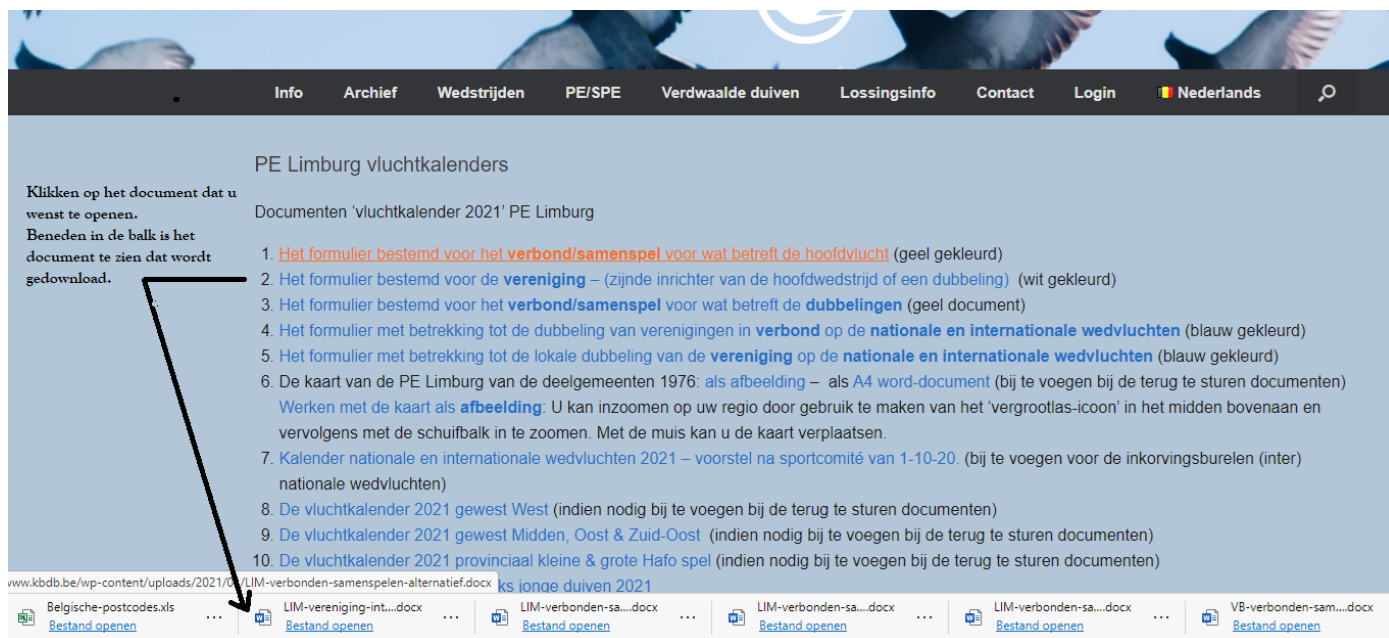 Info Archief Wedstrijden PE/SPE Verdwaalde duiven Lossingsinfo Contact Login Nederlands
PE Limburg vluchtkalenders
Klikken op het document dat u
wenst te openen.
Beneden in de balk is het
document te zien dat wordt
gedownload.
Documenten ‘vluchtkalender 2021’ PE Limburg
1. Het formulier bestemd voor het verbond/samenspel voor wat betreft de hoofdvlucht (geel gekleurd)
2. Het formulier bestemd voor de vereniging – (zijnde inrichter van de hoofdwedstrijd of een dubbeling) (wit gekleurd)
3. Het formulier bestemd voor het verbond/samenspel voor wat betreft de dubbelingen (geel document)
4. Het formulier met betrekking tot de dubbeling van verenigingen in verbond op de nationale en internationale wedvluchten (blauw gekleurd)
5. Het formulier met betrekking tot de lokale dubbeling van de vereniging op de nationale en internationale wedvluchten (blauw gekleurd)
6. De kaart van de PE Limburg van de deelgemeenten 1976: als afbeelding – als A4 word-document (bij te voegen bij de terug te sturen documenten)
Werken met de kaart als afbeelding: U kan inzoomen op uw regio door gebruik te maken van het ‘vergrootlas-icoon’ in het midden bovenaan en
vervolgens met de schuifbalk in te zoomen. Met de muis kan u de kaart verplaatsen.
7. Kalender nationale en internationale wedvluchten 2021 – voorstel na sportcomité van 1-10-20. (bij te voegen voor de inkorvingsburelen (inter)
nationale wedvluchten)
8. De vluchtkalender 2021 gewest West (indien nodig bij te voegen bij de terug te sturen documenten)
9. De vluchtkalender 2021 gewest Midden, Oost & Zuid-Oost (indien nodig bij te voegen bij de terug te sturen documenten)
10. De vluchtkalender 2021 provinciaal kleine & grote Hafo spel (indien nodig bij te voegen bij de terug te sturen documenten)
www.kbdb.be/wp-content/uploads/2021/0 /LIM-verbonden-samenspelen-alternatief.docx
ks jonge duiven 2021
Belgische-postcodes.xls ... LIM-vereniging-int....docx ... LIM-verbonden-sa....docx ... LIM-verbonden-sa....docx ... LIM-verbonden-sa....docx ... VB-verbonden-sam....docx
Bestand openen Bestand openen Bestand openen Bestand openen Bestand openen Bestand openen